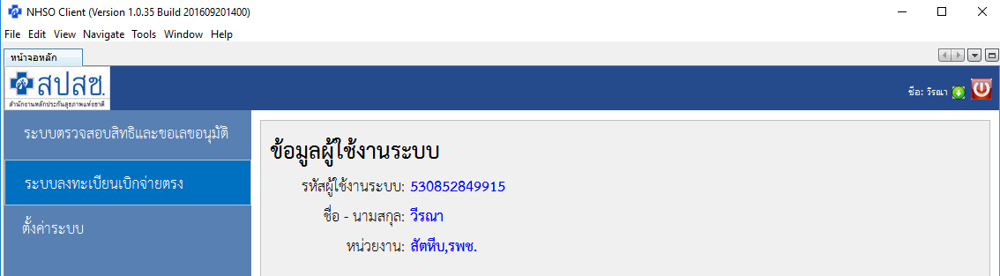 NHSO Client (Version 1.0.35 Build 201609201400)
File Edit View Navigate Tools Window Help
หน้าจอหลัก
สปสช.
สำนักงานหลักประกันสุขภาพแห่งชาติ
ชื่อ: วีรณา
ระบบตรวจสอบสิทธิและขอเลขอนุมัติ
ระบบลงทะเบียนเบิกจ่ายตรง
ตั้งค่าระบบ
ข้อมูลผู้ใช้งานระบบ
รหัสผู้ใช้งานระบบ: 530852849915
ชื่อ - นามสกุล: วีรณา
หน่วยงาน: สัตหีบ,รพช.